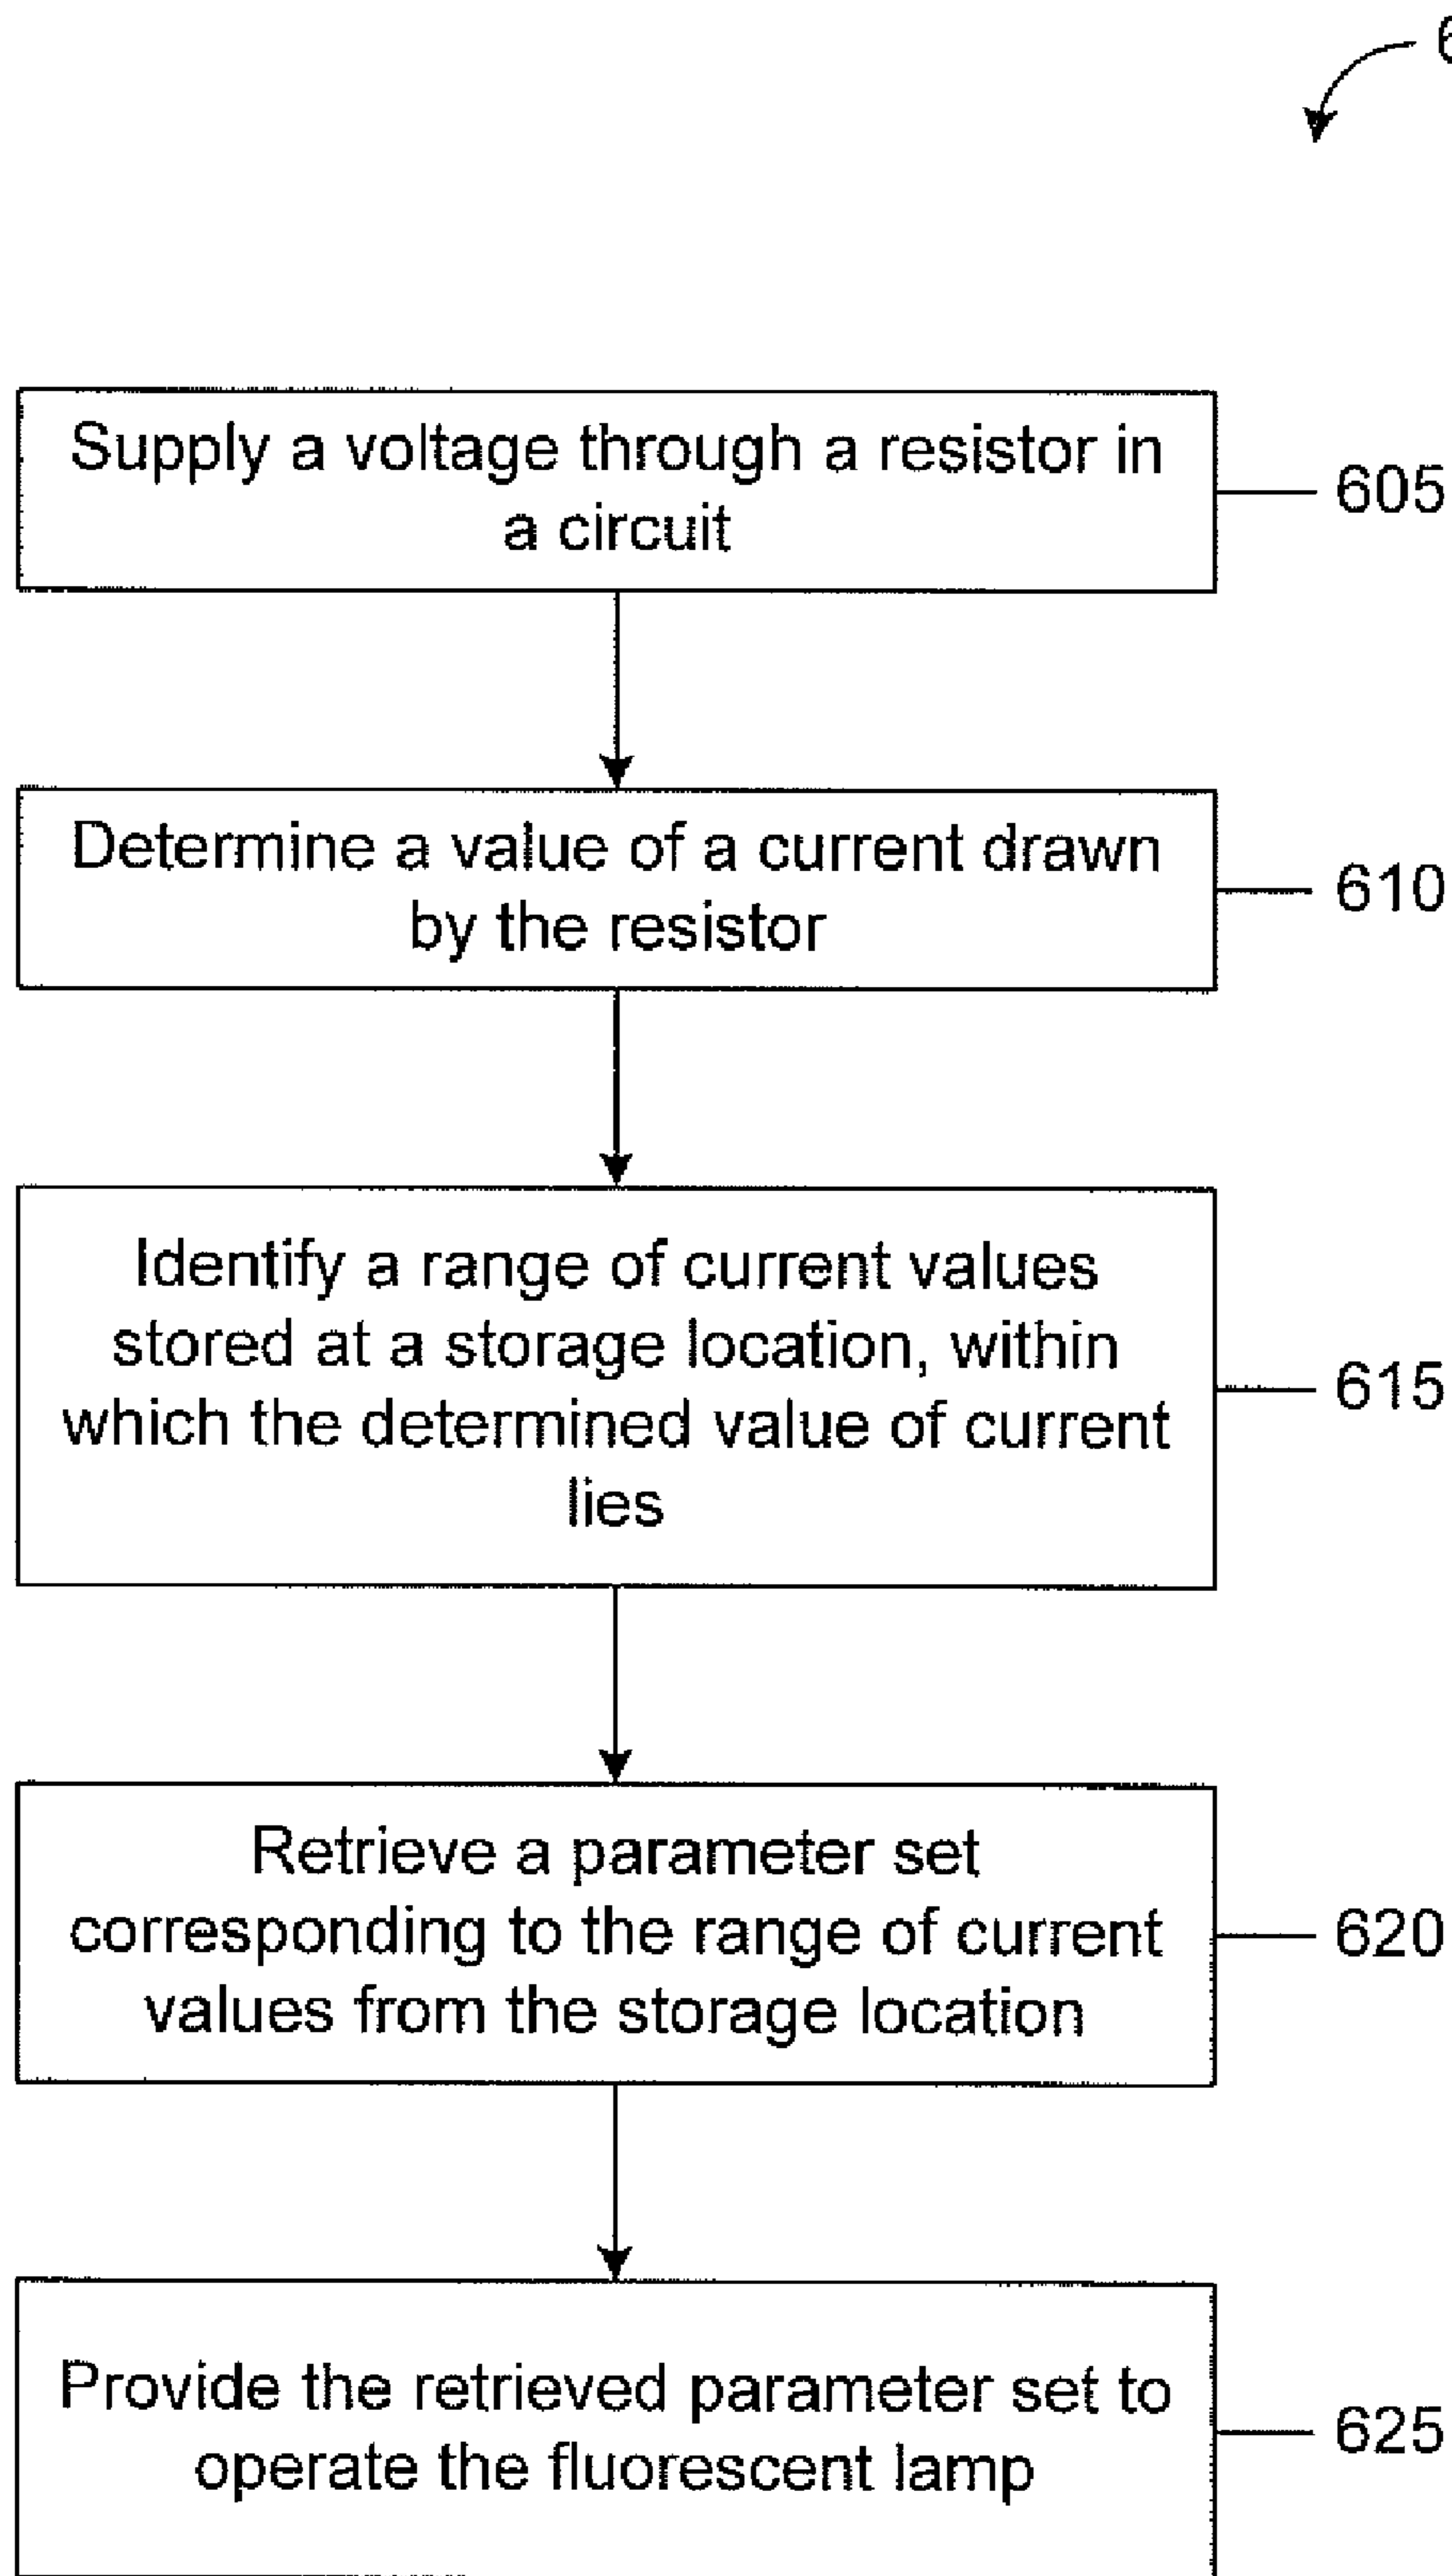 Supply a voltage through a resistor in
a circuit
605
Determine a value of a current drawn
by the resistor
610
Identify a range of current values
stored at a storage location, within
which the determined value of current
lies
615
Retrieve a parameter set
corresponding to the range of current
values from the storage location
620
Provide the retrieved parameter set to
operate the fluorescent lamp
625